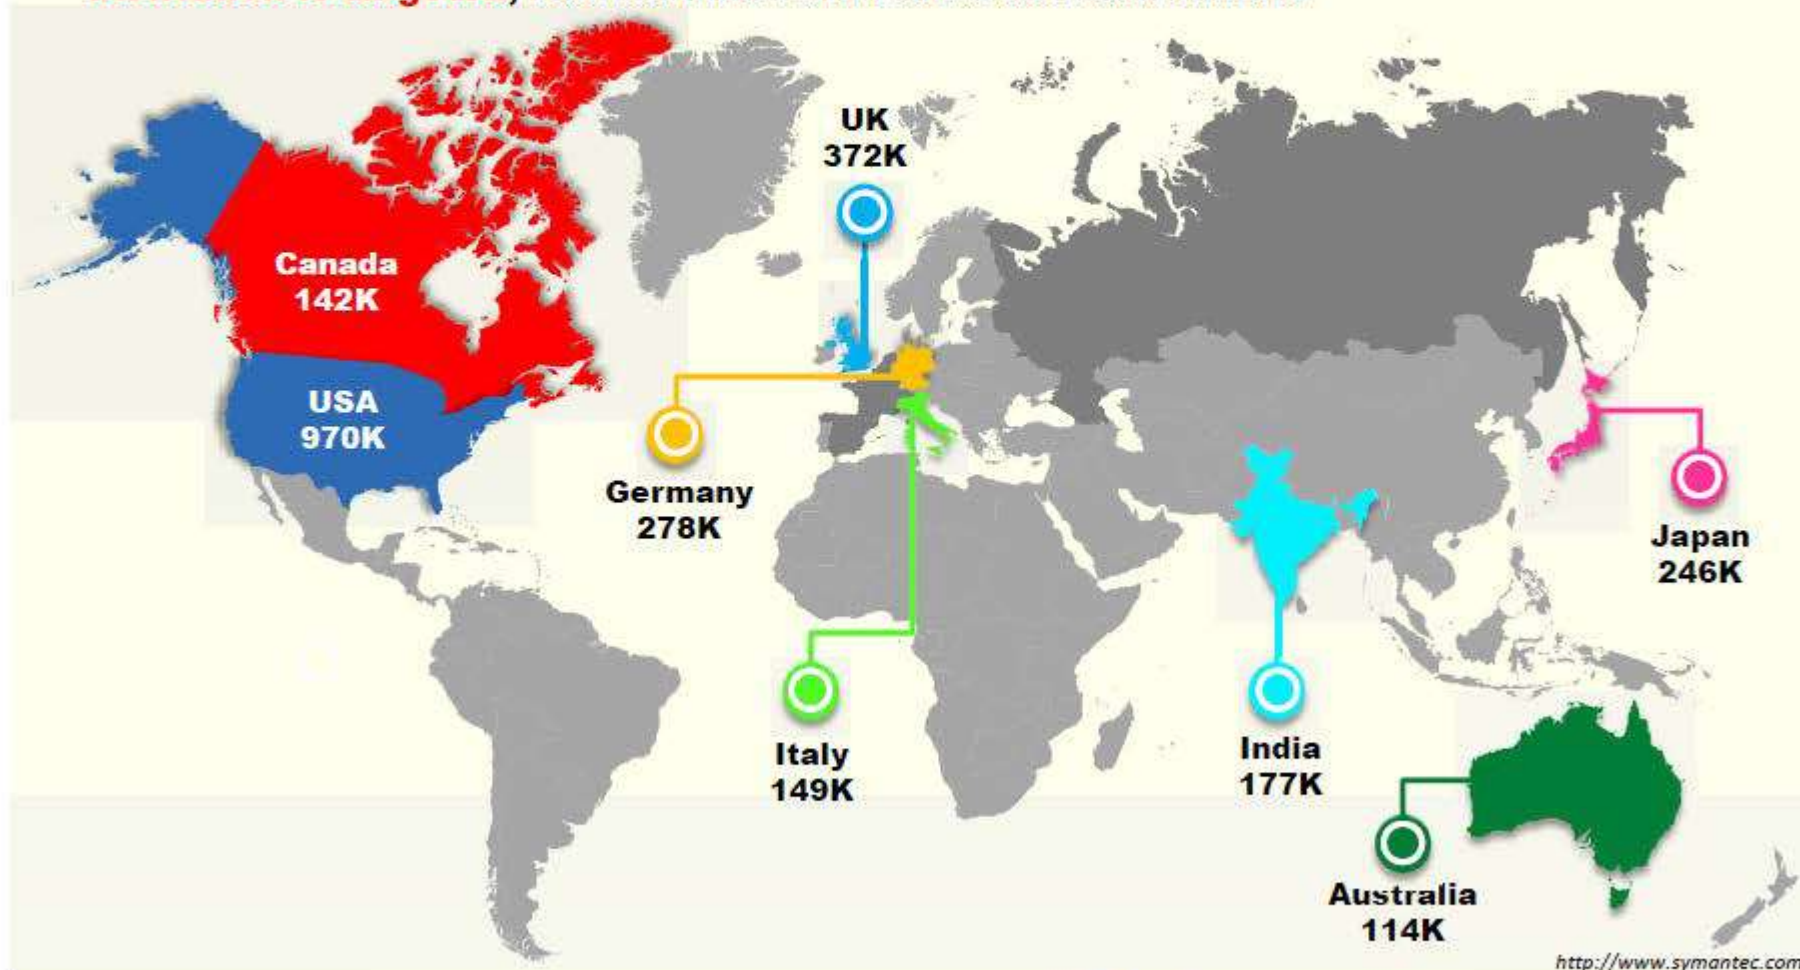 UK
372K
Canada
142K
USA
970K
Germany
278K
Japan
246K
Italy
149K
India
177K
Australia
114K
http://www.symantec.com